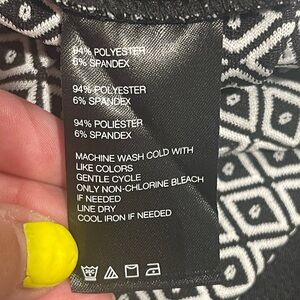 94% POLYESTER
6% SPANDEX
94% POLYESTER
6% SPANDEX
94% POLIÉSTER
6% SPANDEX
MACHINE WASH COLD WITH
LIKE COLORS
GENTLE CYCLE
ONLY NON-CHLORINE BLEACH
IF NEEDED
LINE DRY
COOL IRON IF NEEDED